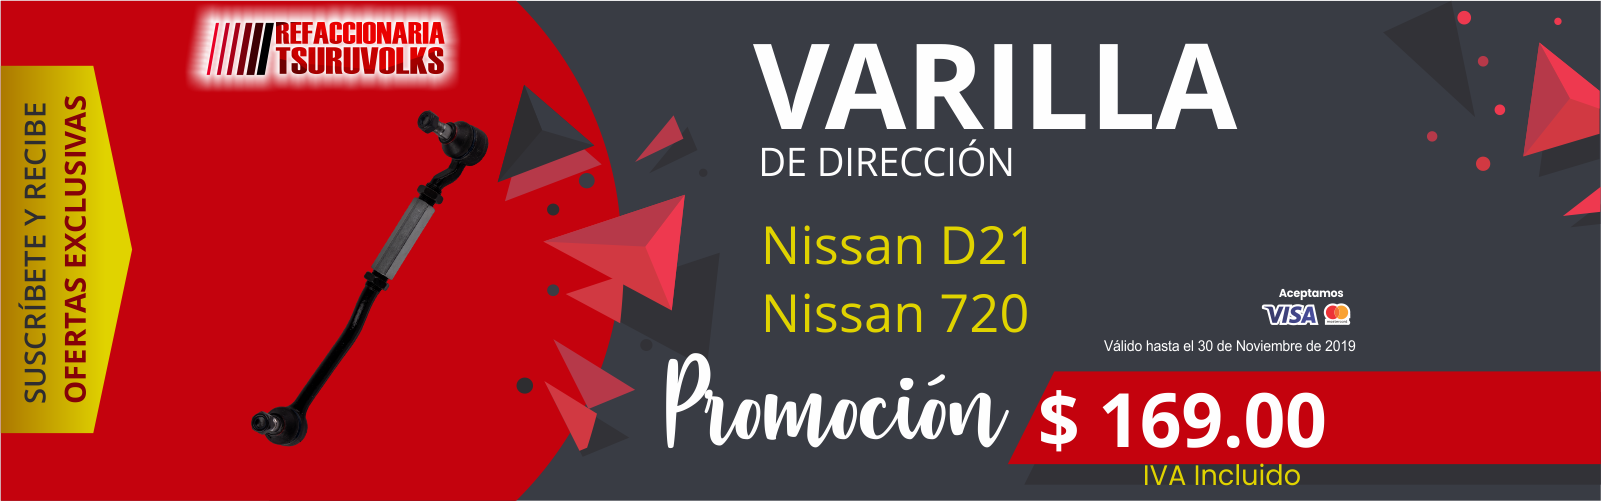 REFACCIONARIA
TSURUVOLKS
SUSCRÍBETE Y RECIBE
OFERTAS EXCLUSIVAS
VARILLA
DE DIRECCIÓN
Nissan D21
Nissan 720
Aceptamos
VISA
Válido hasta el 30 de Noviembre de 2019
Promoción $ 169.00
IVA Incluido